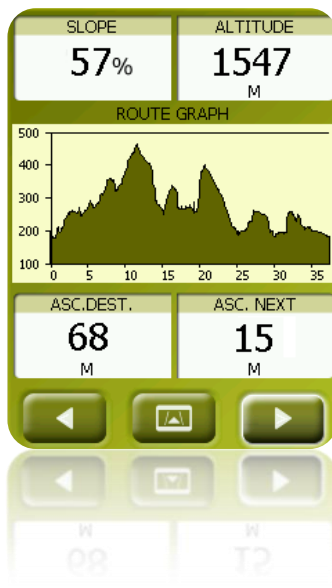 SLOPE ALTITUDE
57% 1547
M
ROUTE GRAPH
500
400
300
200
100
0 5 10 15 20 25 30 35
ASC.DEST. ASC. NEXT
68 15
M M